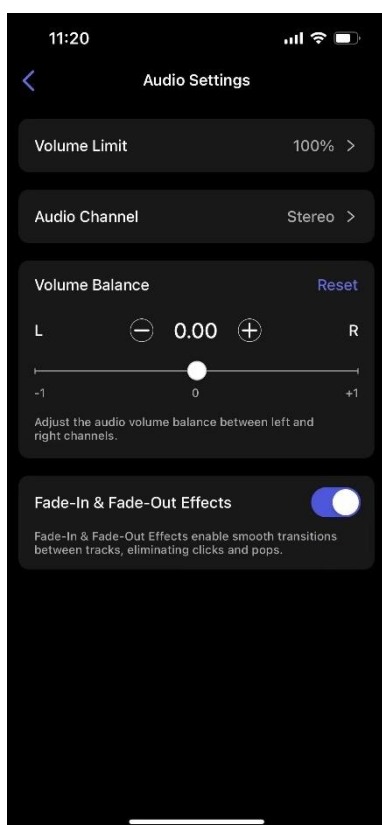 11:20
Audio Settings
Volume Limit 100% >
Audio Channel Stereo >
Volume Balance Reset
L 0.00 R
-1 0 +1
Adjust the audio volume balance between left and
right channels.
Fade-In & Fade-Out Effects
Fade-In & Fade-Out Effects enable smooth transitions
between tracks, eliminating clicks and pops.